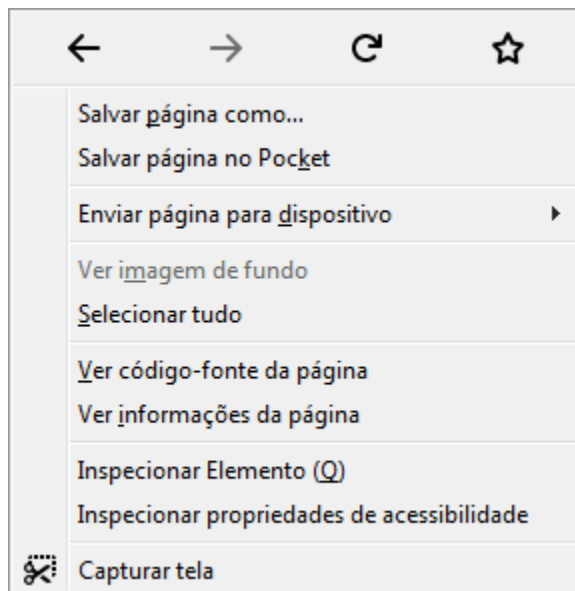 Salvar página como...
Salvar página no Pocket
Enviar página para dispositivo
Ver imagem de fundo
Selecionar tudo
Ver código-fonte da página
Ver informações da página
Inspecionar Elemento (Q)
Inspecionar propriedades de acessibilidade
Capturar tela